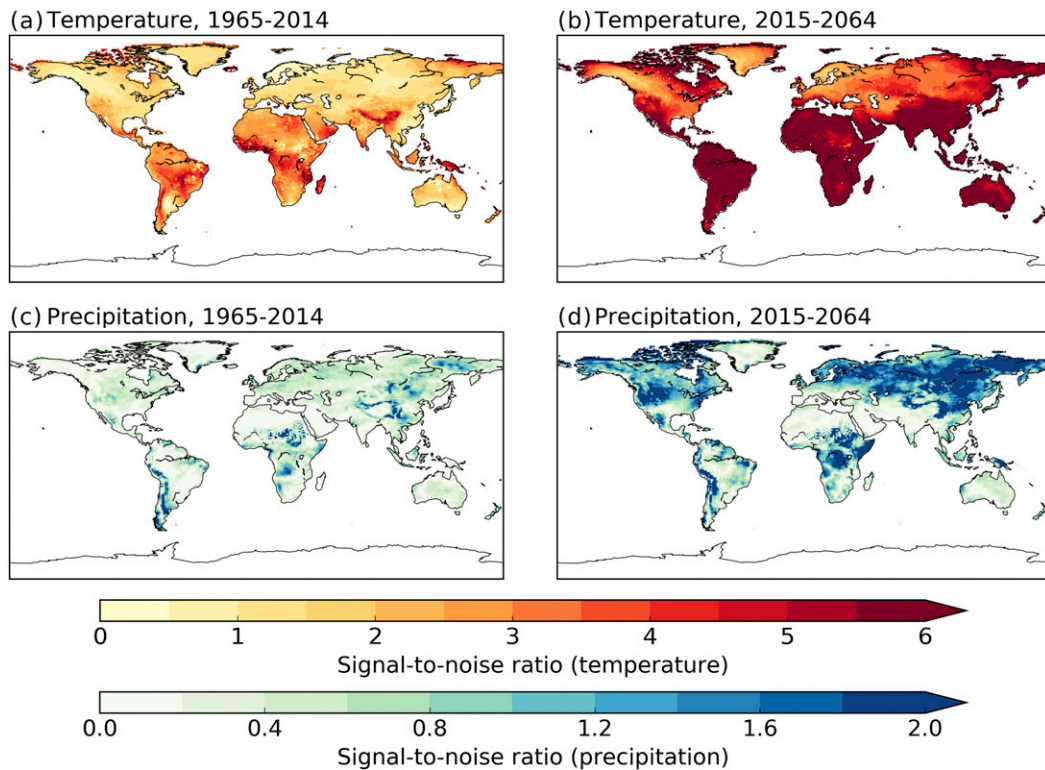 (a) Temperature, 1965-2014
(b) Temperature, 2015-2064
(c) Precipitation, 1965-2014
(d) Precipitation, 2015-2064
0 1 2 3 4 5 6
Signal-to-noise ratio (temperature)
0.0 0.4 0.8 1.2 1.6 2.0
Signal-to-noise ratio (precipitation)